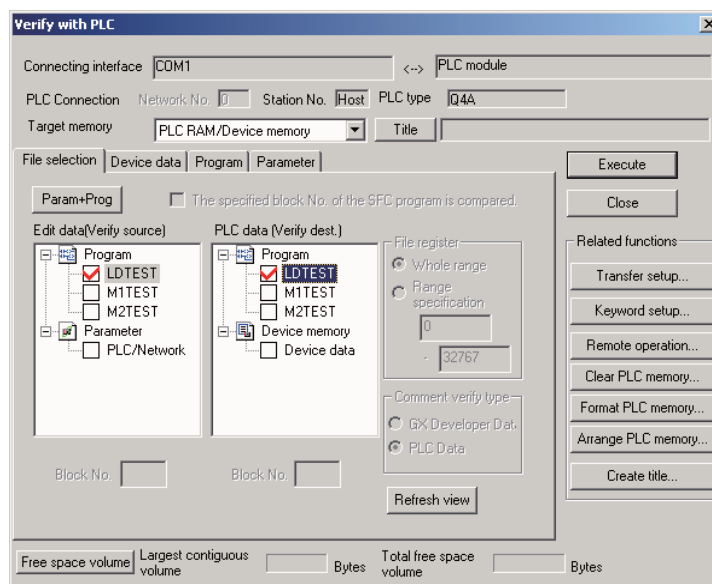 Verify with PLC
Connecting interface COM1 <--> PLC module
PLC Connection Network No. 0 Station No. Host PLC type Q4A
Target memory PLC RAM/Device memory Title
File selection Device data Program Parameter
Execute
Param+Prog The specified block No. of the SFC program is compared.
Close
Edit data(Verify source) PLC data (Verify dest.)
Related functions
Program
LDTEST
M1TEST
M2TEST
Parameter
PLC/Network
Program
LDTEST
M1TEST
M2TEST
Device memory
Device data
File register
Whole range
Range
specification
0
- 32767
Comment verify type
GX Developer Dat
PLC Data
Transfer setup...
Keyword setup...
Remote operation...
Clear PLC memory...
Format PLC memory...
Arrange PLC memory...
Create title...
Block No. Block No.
Refresh view
Free space volume Largest contiguous
volume Bytes Total free space
volume Bytes